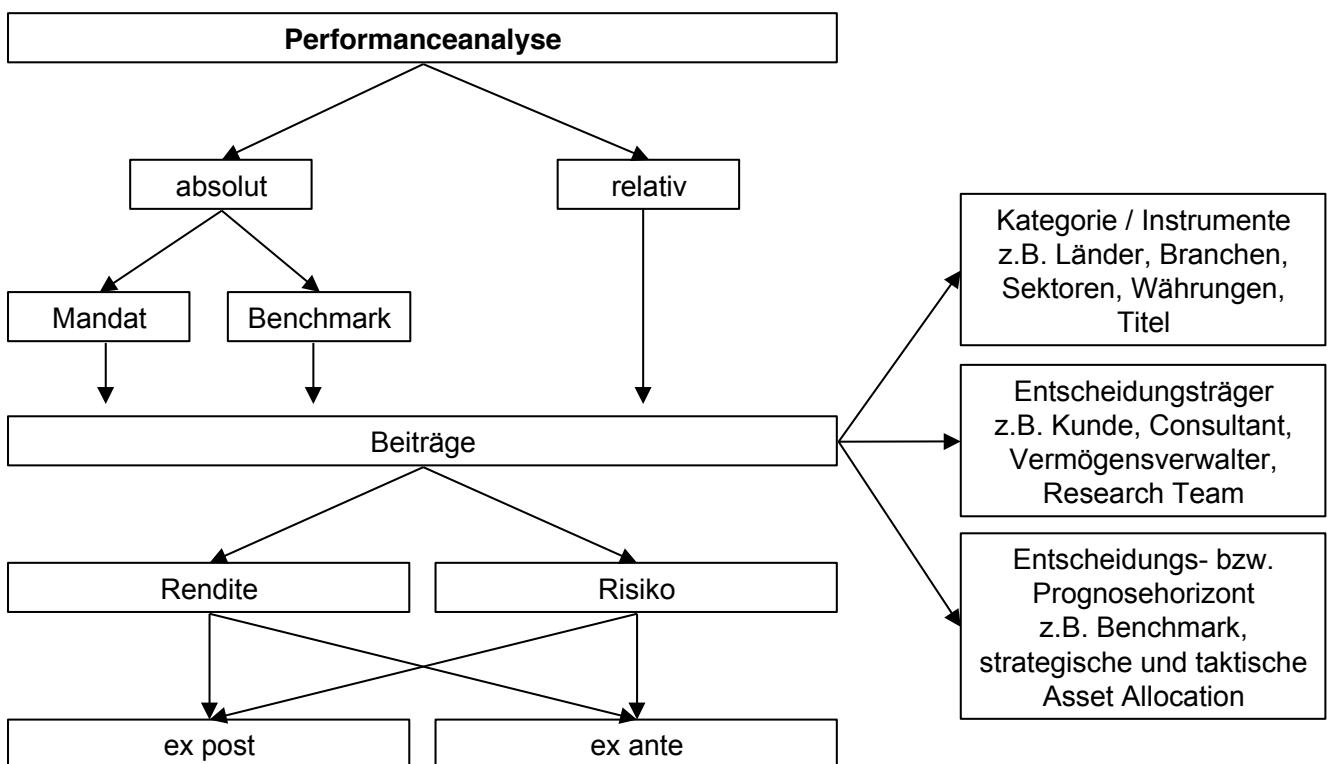 Performanceanalyse
absolut
relativ
Mandat
Benchmark
Beiträge
Rendite
Risiko
ex post
ex ante
Kategorie / Instrumente
z.B. Länder, Branchen,
Sektoren, Währungen,
Titel
Entscheidungsträger
z.B. Kunde, Consultant,
Vermögensverwalter,
Research Team
Entscheidungs- bzw.
Prognosehorizont
z.B. Benchmark,
strategische und taktische
Asset Allocation